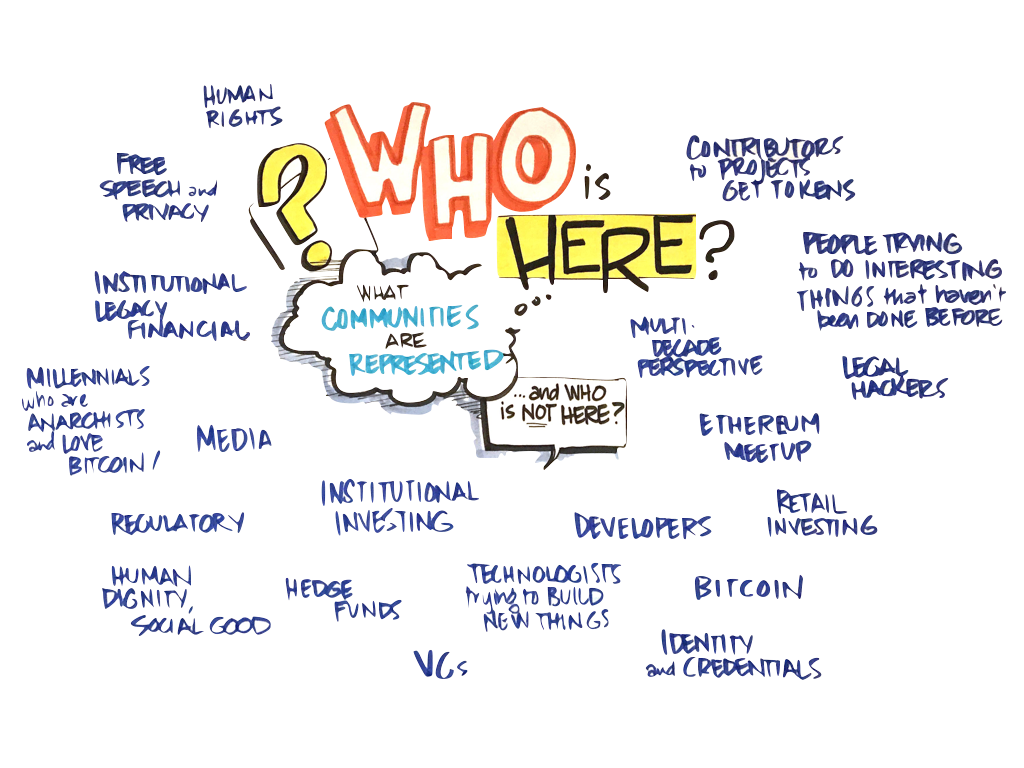 WHO is
HERE?
?
WHAT
COMMUNITIES
ARE
REPRESENTED
...and WHO
is NOT HERE?
HUMAN
RIGHTS
FREE
SPEECH and
PRIVACY
INSTITUTIONAL
LEGACY
FINANCIAL
MILLENNIALS
who are
ANARCHISTS
and LOVE
BITCOIN!
MEDIA
REGULATORY
INSTITUTIONAL
INVESTING
HUMAN
DIGNITY,
SOCIAL GOOD
HEDGE
FUNDS
VCs
TECHNOLOGISTS
trying to BUILD
NEW THINGS
DEVELOPERS
CONTRIBUTORS
to PROJECTS
GET TOKENS
PEOPLE TRYING
to DO INTERESTING
THINGS that haven't
been DONE BEFORE
MULTI-
DECADE
PERSPECTIVE
LEGAL
HACKERS
ETHEREUM
MEETUP
RETAIL
INVESTING
BITCOIN
IDENTITY
and CREDENTIALS